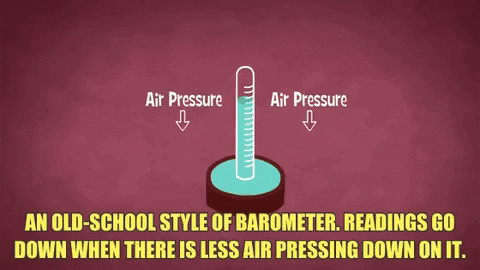 Air Pressure
Air Pressure
AN OLD-SCHOOL STYLE OF BAROMETER. READINGS GO
DOWN WHEN THERE IS LESS AIR PRESSING DOWN ON IT.